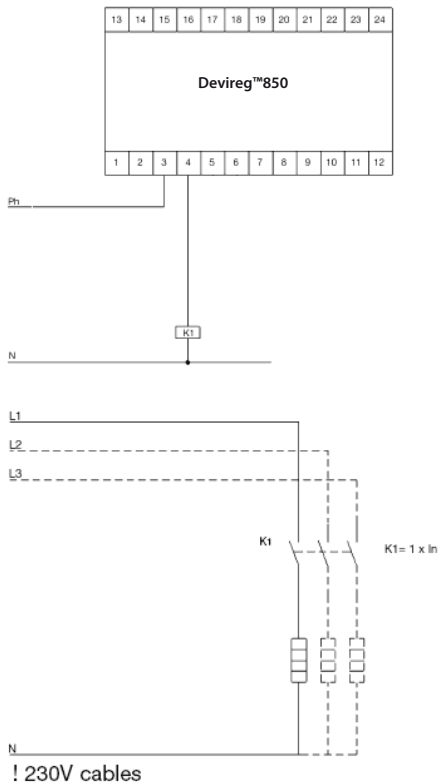 13 14 15 16 17 18 19 20 21 22 23 24
Devireg™850
1 2 3 4 5 6 7 8 9 10 11 12
Ph
K1
N
L1
L2
L3
K1
K1= 1 x In
N
! 230V cables